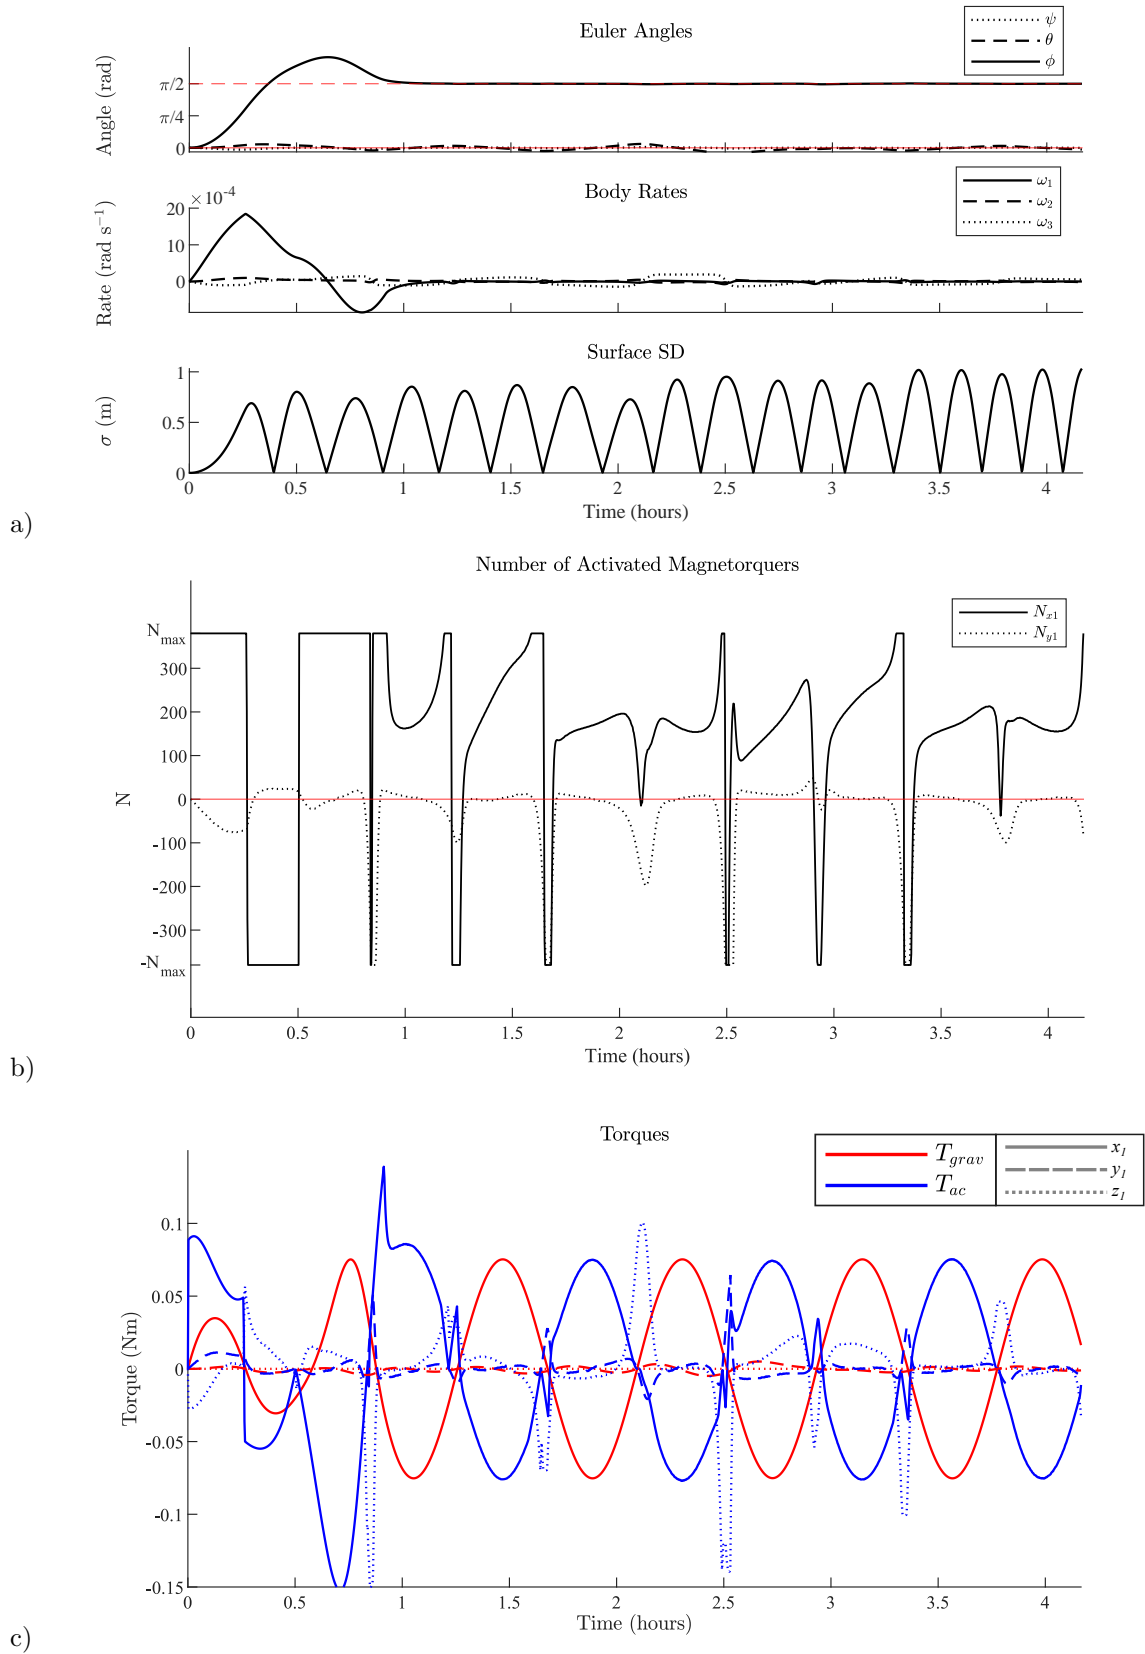 Euler Angles
ψ
θ
ϕ
Angle (rad)
π/2
π/4
0
Body Rates
ω₁
ω₂
ω₃
×10⁻⁴
Rate (rad s⁻¹)
20
10
0
Surface SD
σ (m)
1
0.5
0
0 0.5 1 1.5 2 2.5 3 3.5 4
Time (hours)
a)
Number of Activated Magnetorquers
N_x1
N_y1
N
N_max
300
200
100
0
-100
-200
-300
-N_max
0 0.5 1 1.5 2 2.5 3 3.5 4
Time (hours)
b)
Torques
T_grav
T_ac
x₁
y₁
z₁
Torque (Nm)
0.1
0.05
0
-0.05
-0.1
-0.15
0 0.5 1 1.5 2 2.5 3 3.5 4
Time (hours)
c)